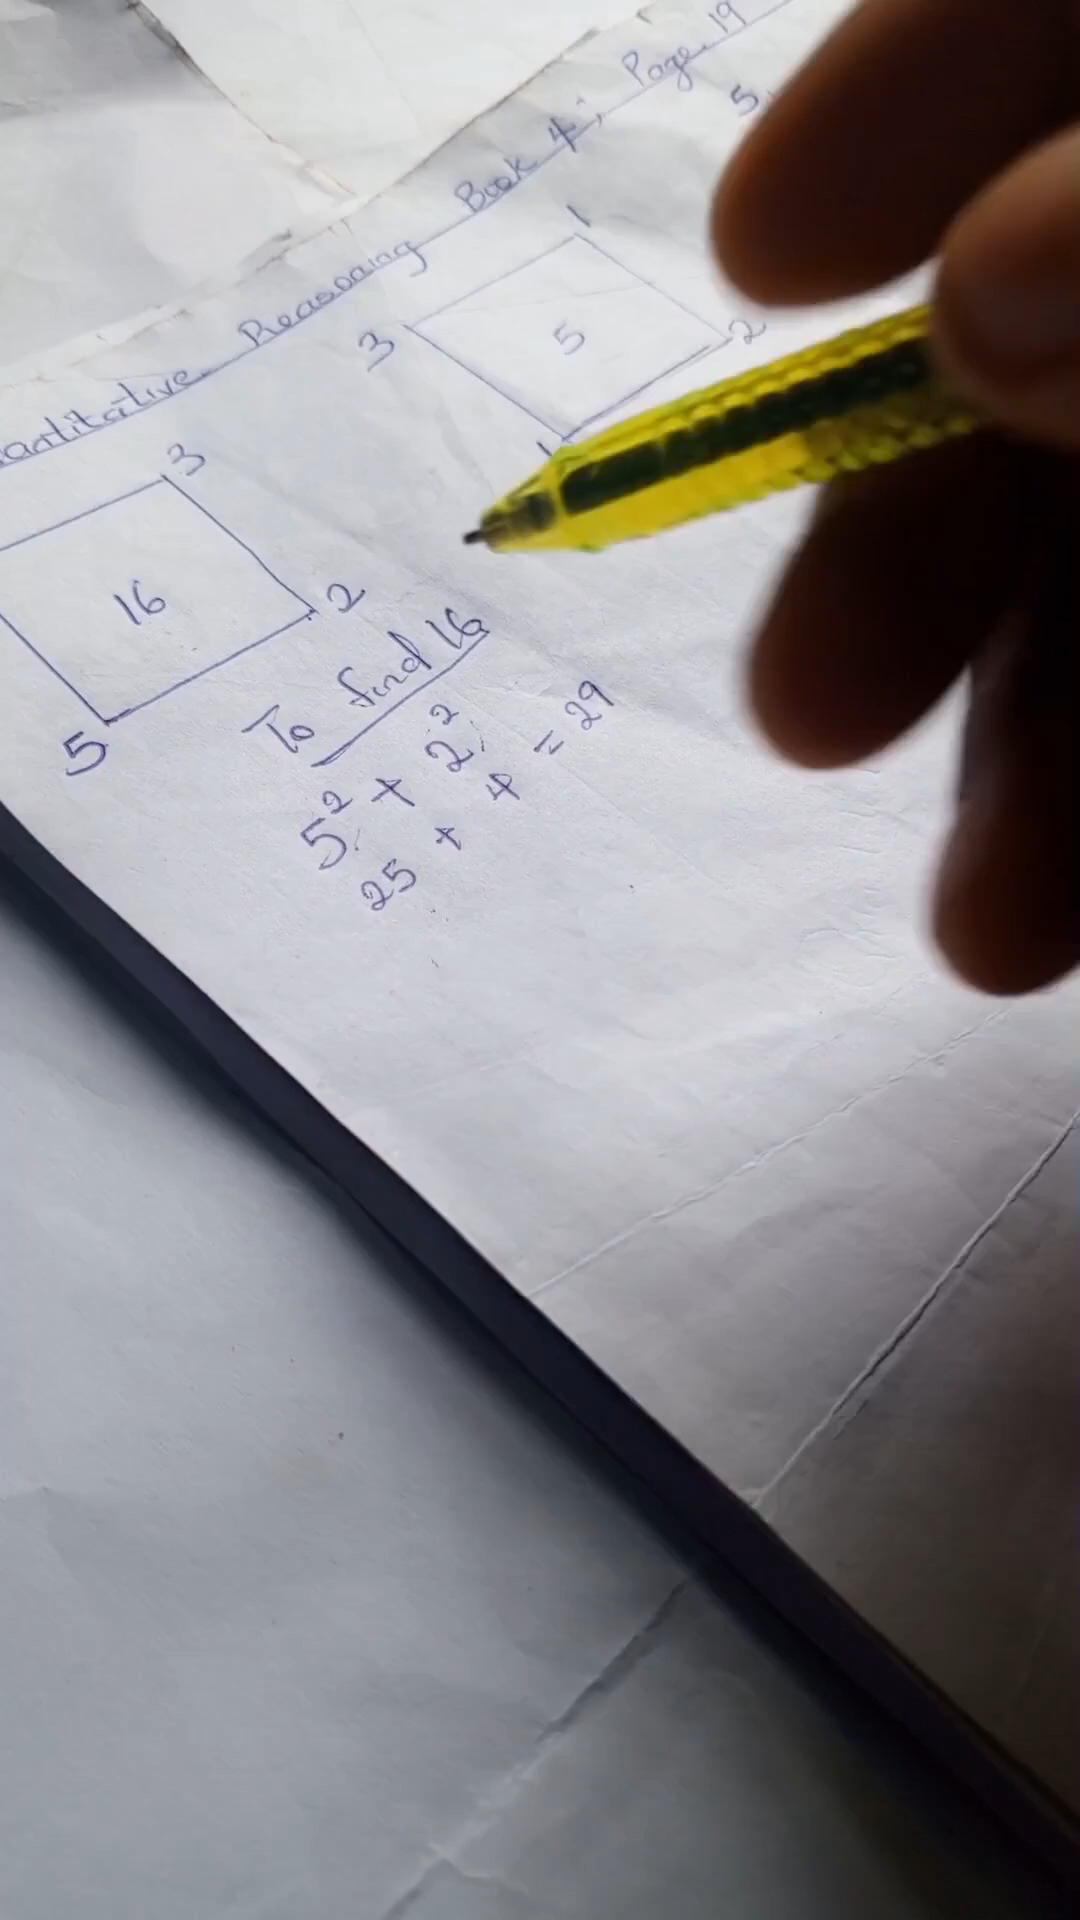 Reasoning Book 4; Page 19
5.
1
3
5
2
1
3
16
2
5
To find 16
5² + 2²
25 + 4 = 29